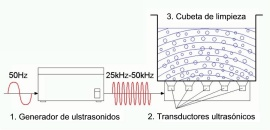 3. Cubeta de limpieza
50Hz
25kHz-50kHz
1. Generador de ulstrasonidos
2. Transductores ultrasónicos